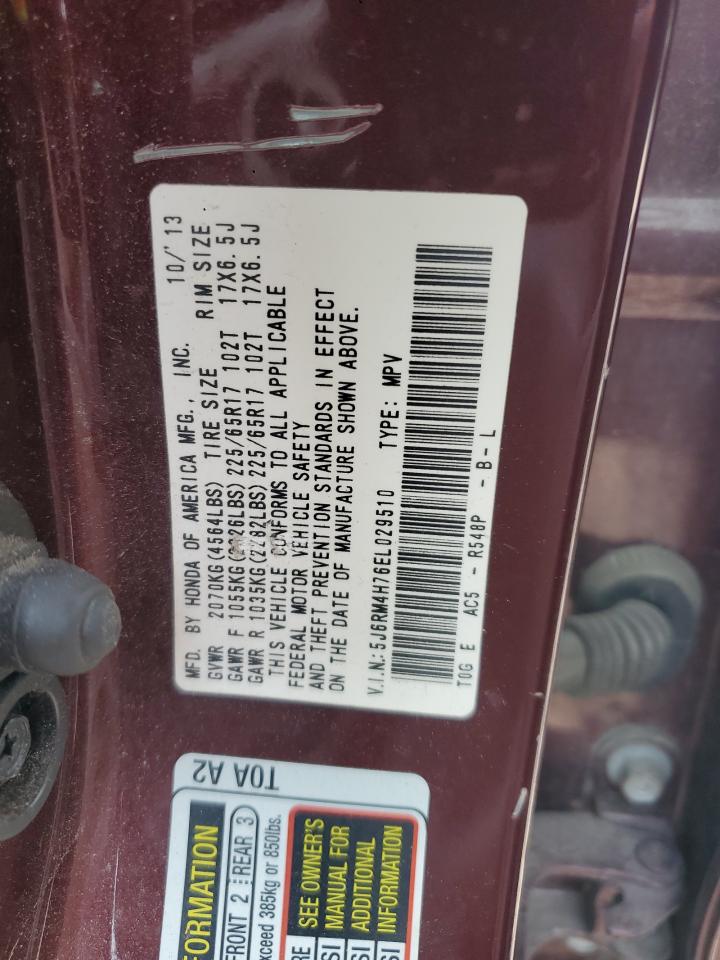 MFD. BY HONDA OF AMERICA MFG., INC. 10/'13
GVWR 2070KG(4564LBS) TIRE SIZE RIM SIZE
GAWR F 1055KG( LBS)225/65R17 102T 17X6.5J
GAWR R 1035KG(2282LBS)225/65R17 102T 17X6.5J
THIS VEHICLE CONFORMS TO ALL APPLICABLE
FEDERAL MOTOR VEHICLE SAFETY
AND THEFT PREVENTION STANDARDS IN EFFECT
ON THE DATE OF MANUFACTURE SHOWN ABOVE.
V.I.N.:5J6RM4H76EL029510 TYPE: MPV
T0G E AC5 - R548P - B - L
T0A A2
FORMATION
FRONT 2 REAR 3
exceed 385kg or 850lbs.
SEE OWNER'S
MANUAL FOR
ADDITIONAL
INFORMATION